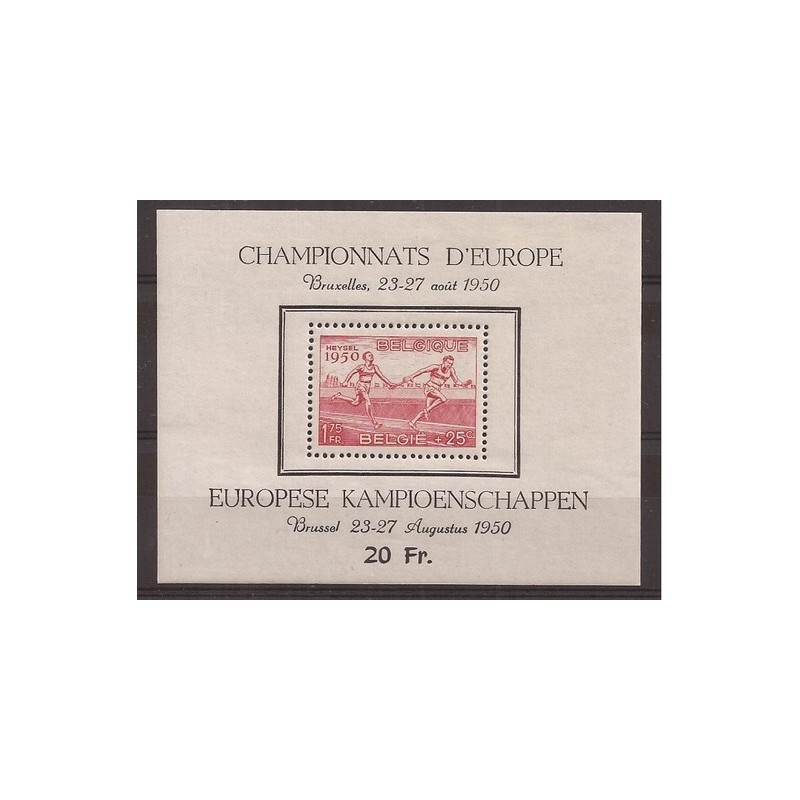 CHAMPIONNATS D'EUROPE
Bruxelles, 23-27 août 1950
HEYSEL BELGIQUE
1950
1.75 FR BELGIË + 25 C
EUROPESE KAMPIOENSCHAPPEN
Brussel 23-27 Augustus 1950
20 Fr.